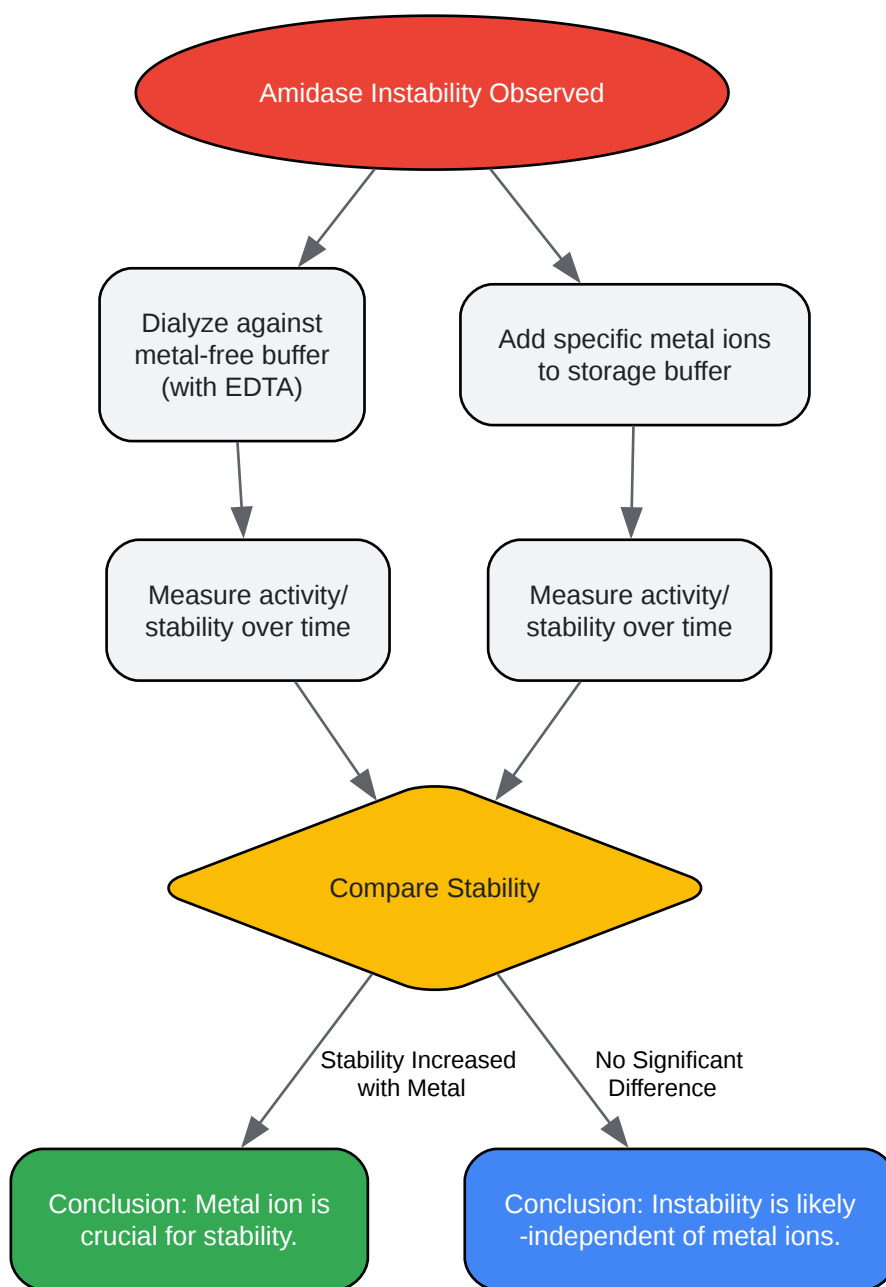 Amidase Instability Observed
Dialyze against
metal-free buffer
(with EDTA)
Add specific metal ions
to storage buffer
Measure activity/
stability over time
Measure activity/
stability over time
Compare Stability
Stability Increased
with Metal
No Significant
Difference
Conclusion: Metal ion is
crucial for stability.
Conclusion: Instability is likely
-independent of metal ions.